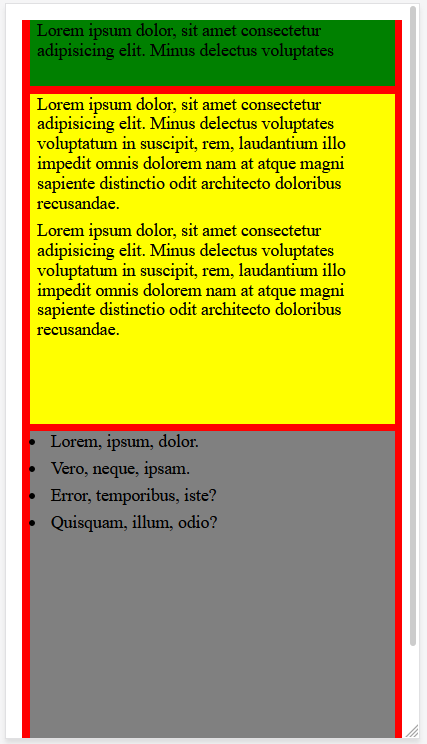 Lorem ipsum dolor, sit amet consectetur
adipisicing elit. Minus delectus voluptates
Lorem ipsum dolor, sit amet consectetur
adipisicing elit. Minus delectus voluptates
voluptatum in suscipit, rem, laudantium illo
impedit omnis dolorem nam at atque magni
sapiente distinctio odit architecto doloribus
recusandae.
Lorem ipsum dolor, sit amet consectetur
adipisicing elit. Minus delectus voluptates
voluptatum in suscipit, rem, laudantium illo
impedit omnis dolorem nam at atque magni
sapiente distinctio odit architecto doloribus
recusandae.
Lorem, ipsum, dolor.
Vero, neque, ipsam.
Error, temporibus, iste?
Quisquam, illum, odio?